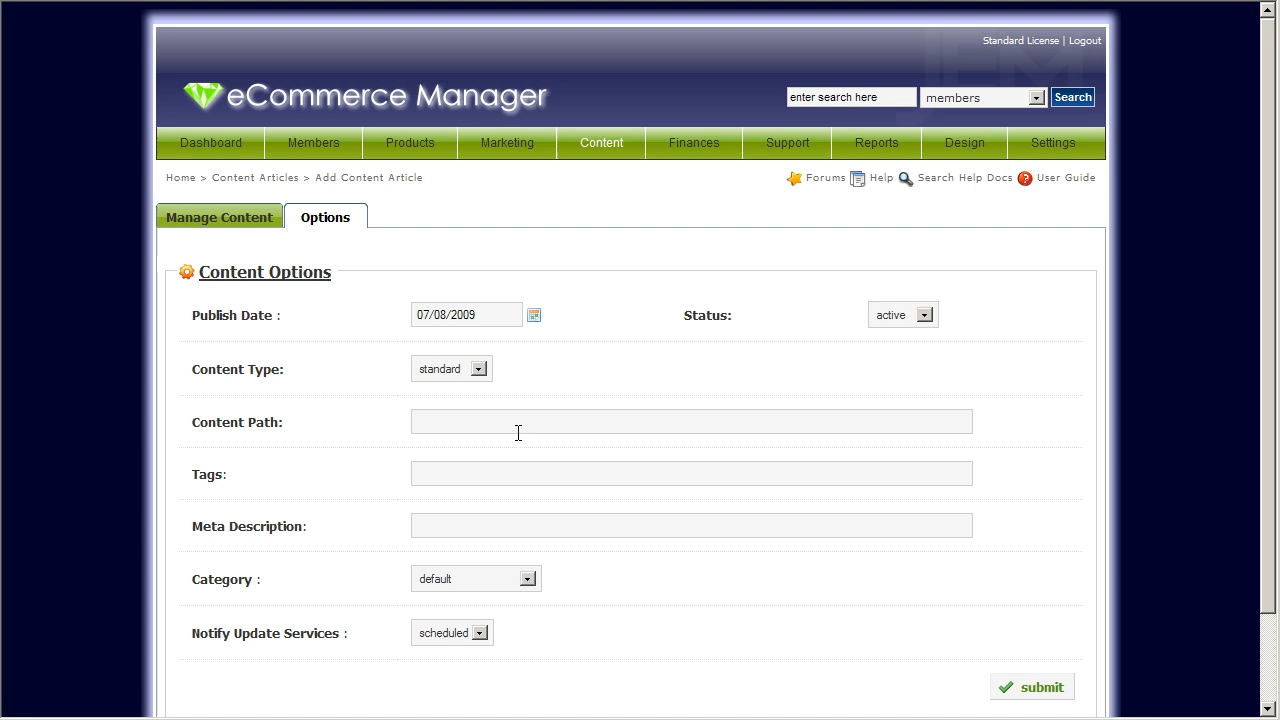 Standard License | Logout
eCommerce Manager
enter search here members Search
Dashboard Members Products Marketing Content Finances Support Reports Design Settings
Home > Content Articles > Add Content Article Forums Help Search Help Docs User Guide
Manage Content Options
Content Options
Publish Date : 07/08/2009 Status: active
Content Type: standard
Content Path:
Tags:
Meta Description:
Category : default
Notify Update Services : scheduled
submit